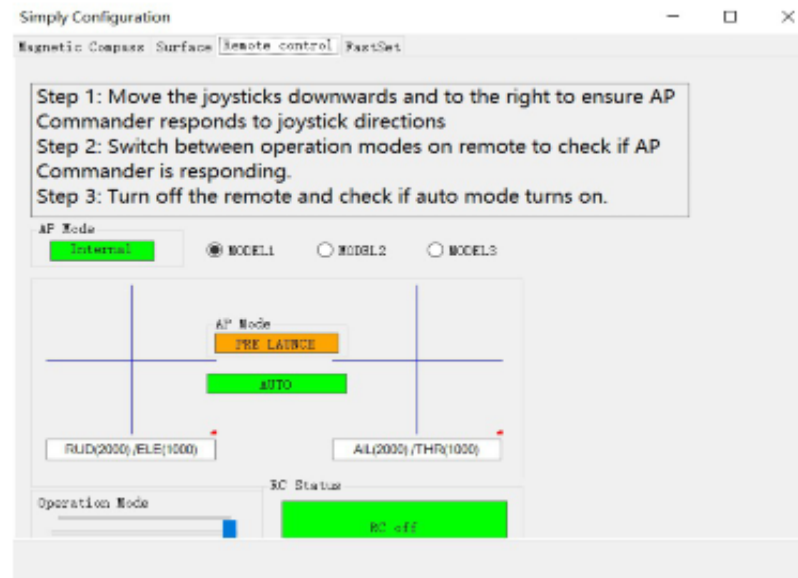 Simply Configuration
Magnetic Compass Surface Remote control FastSet
Step 1: Move the joysticks downwards and to the right to ensure AP
Commander responds to joystick directions
Step 2: Switch between operation modes on remote to check if AP
Commander is responding.
Step 3: Turn off the remote and check if auto mode turns on.
AP Mode
Internal MODEL1 MODEL2 MODEL3
AP Mode
PRE LAUNCH
AUTO
RUD(2000) /ELE(1000) AIL(2000) /THR(1000)
RC Status
Operation Mode
RC off